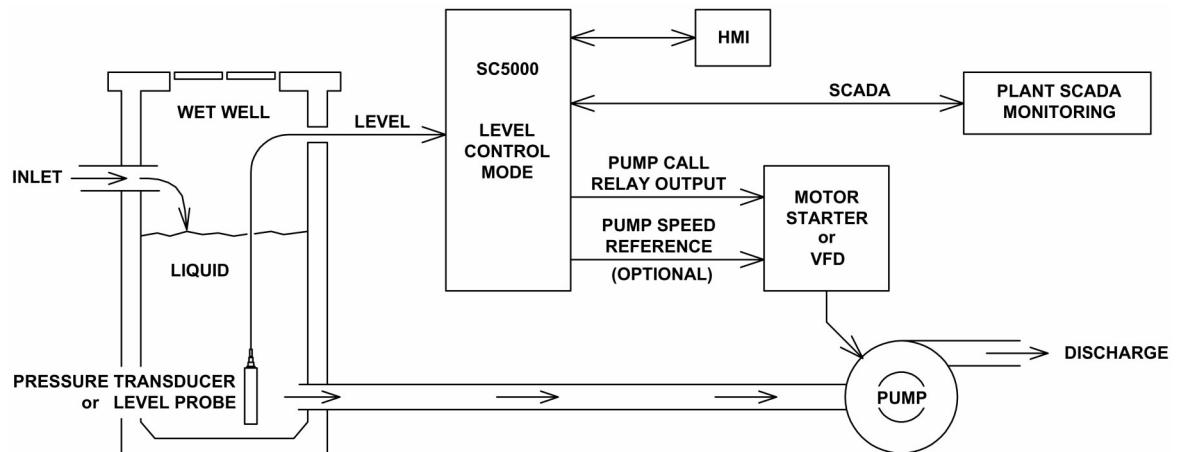 WET WELL
INLET
LIQUID
PRESSURE TRANSDUCER
or LEVEL PROBE
LEVEL
SC5000
LEVEL
CONTROL
MODE
HMI
SCADA
PLANT SCADA
MONITORING
PUMP CALL
RELAY OUTPUT
PUMP SPEED
REFERENCE
(OPTIONAL)
MOTOR
STARTER
or
VFD
PUMP
DISCHARGE